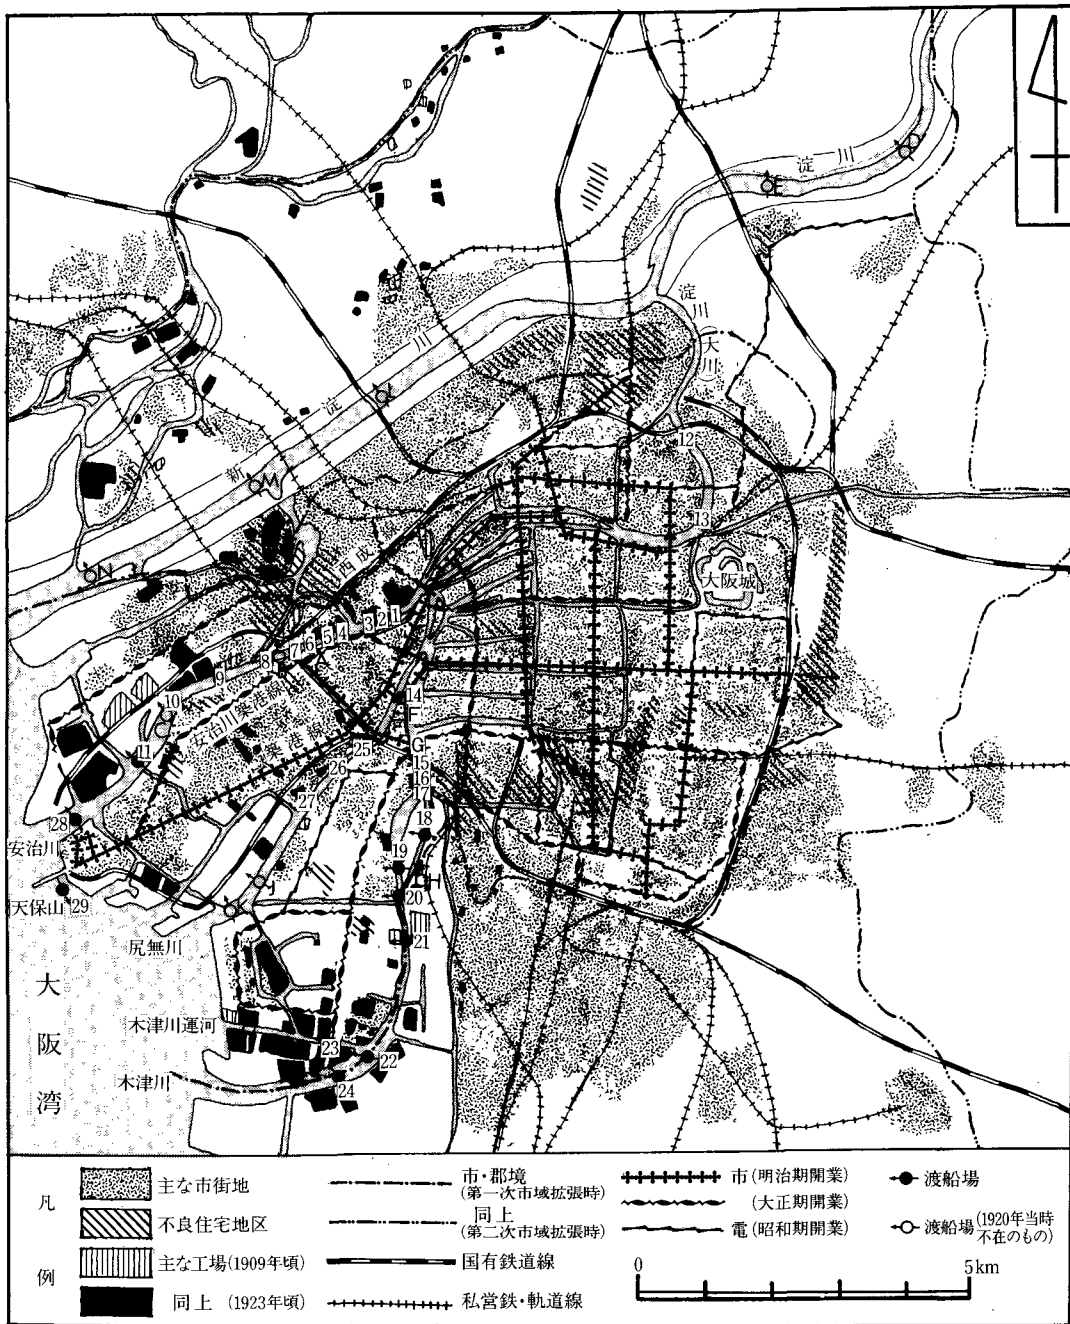 淀川
E
淀川(大川)
新淀川
M
N
西成
12
13
大阪城
1
2
3
4
5
6
7
8
9
10
11
安治川
14
F
G
15
16
17
18
19
H
20
21
22
23
24
25
26
27
J
28
安治川
29
天保山
尻無川
木津川運河
木津川
大阪湾
凡例
主な市街地
不良住宅地区
主な工場(1909年頃)
同上 (1923年頃)
市・郡境
(第一次市域拡張時)
同上
(第二次市域拡張時)
国有鉄道線
私営鉄・軌道線
市電
(明治期開業)
(大正期開業)
(昭和期開業)
渡船場
渡船場(1920年当時
不在のもの)
0
5km